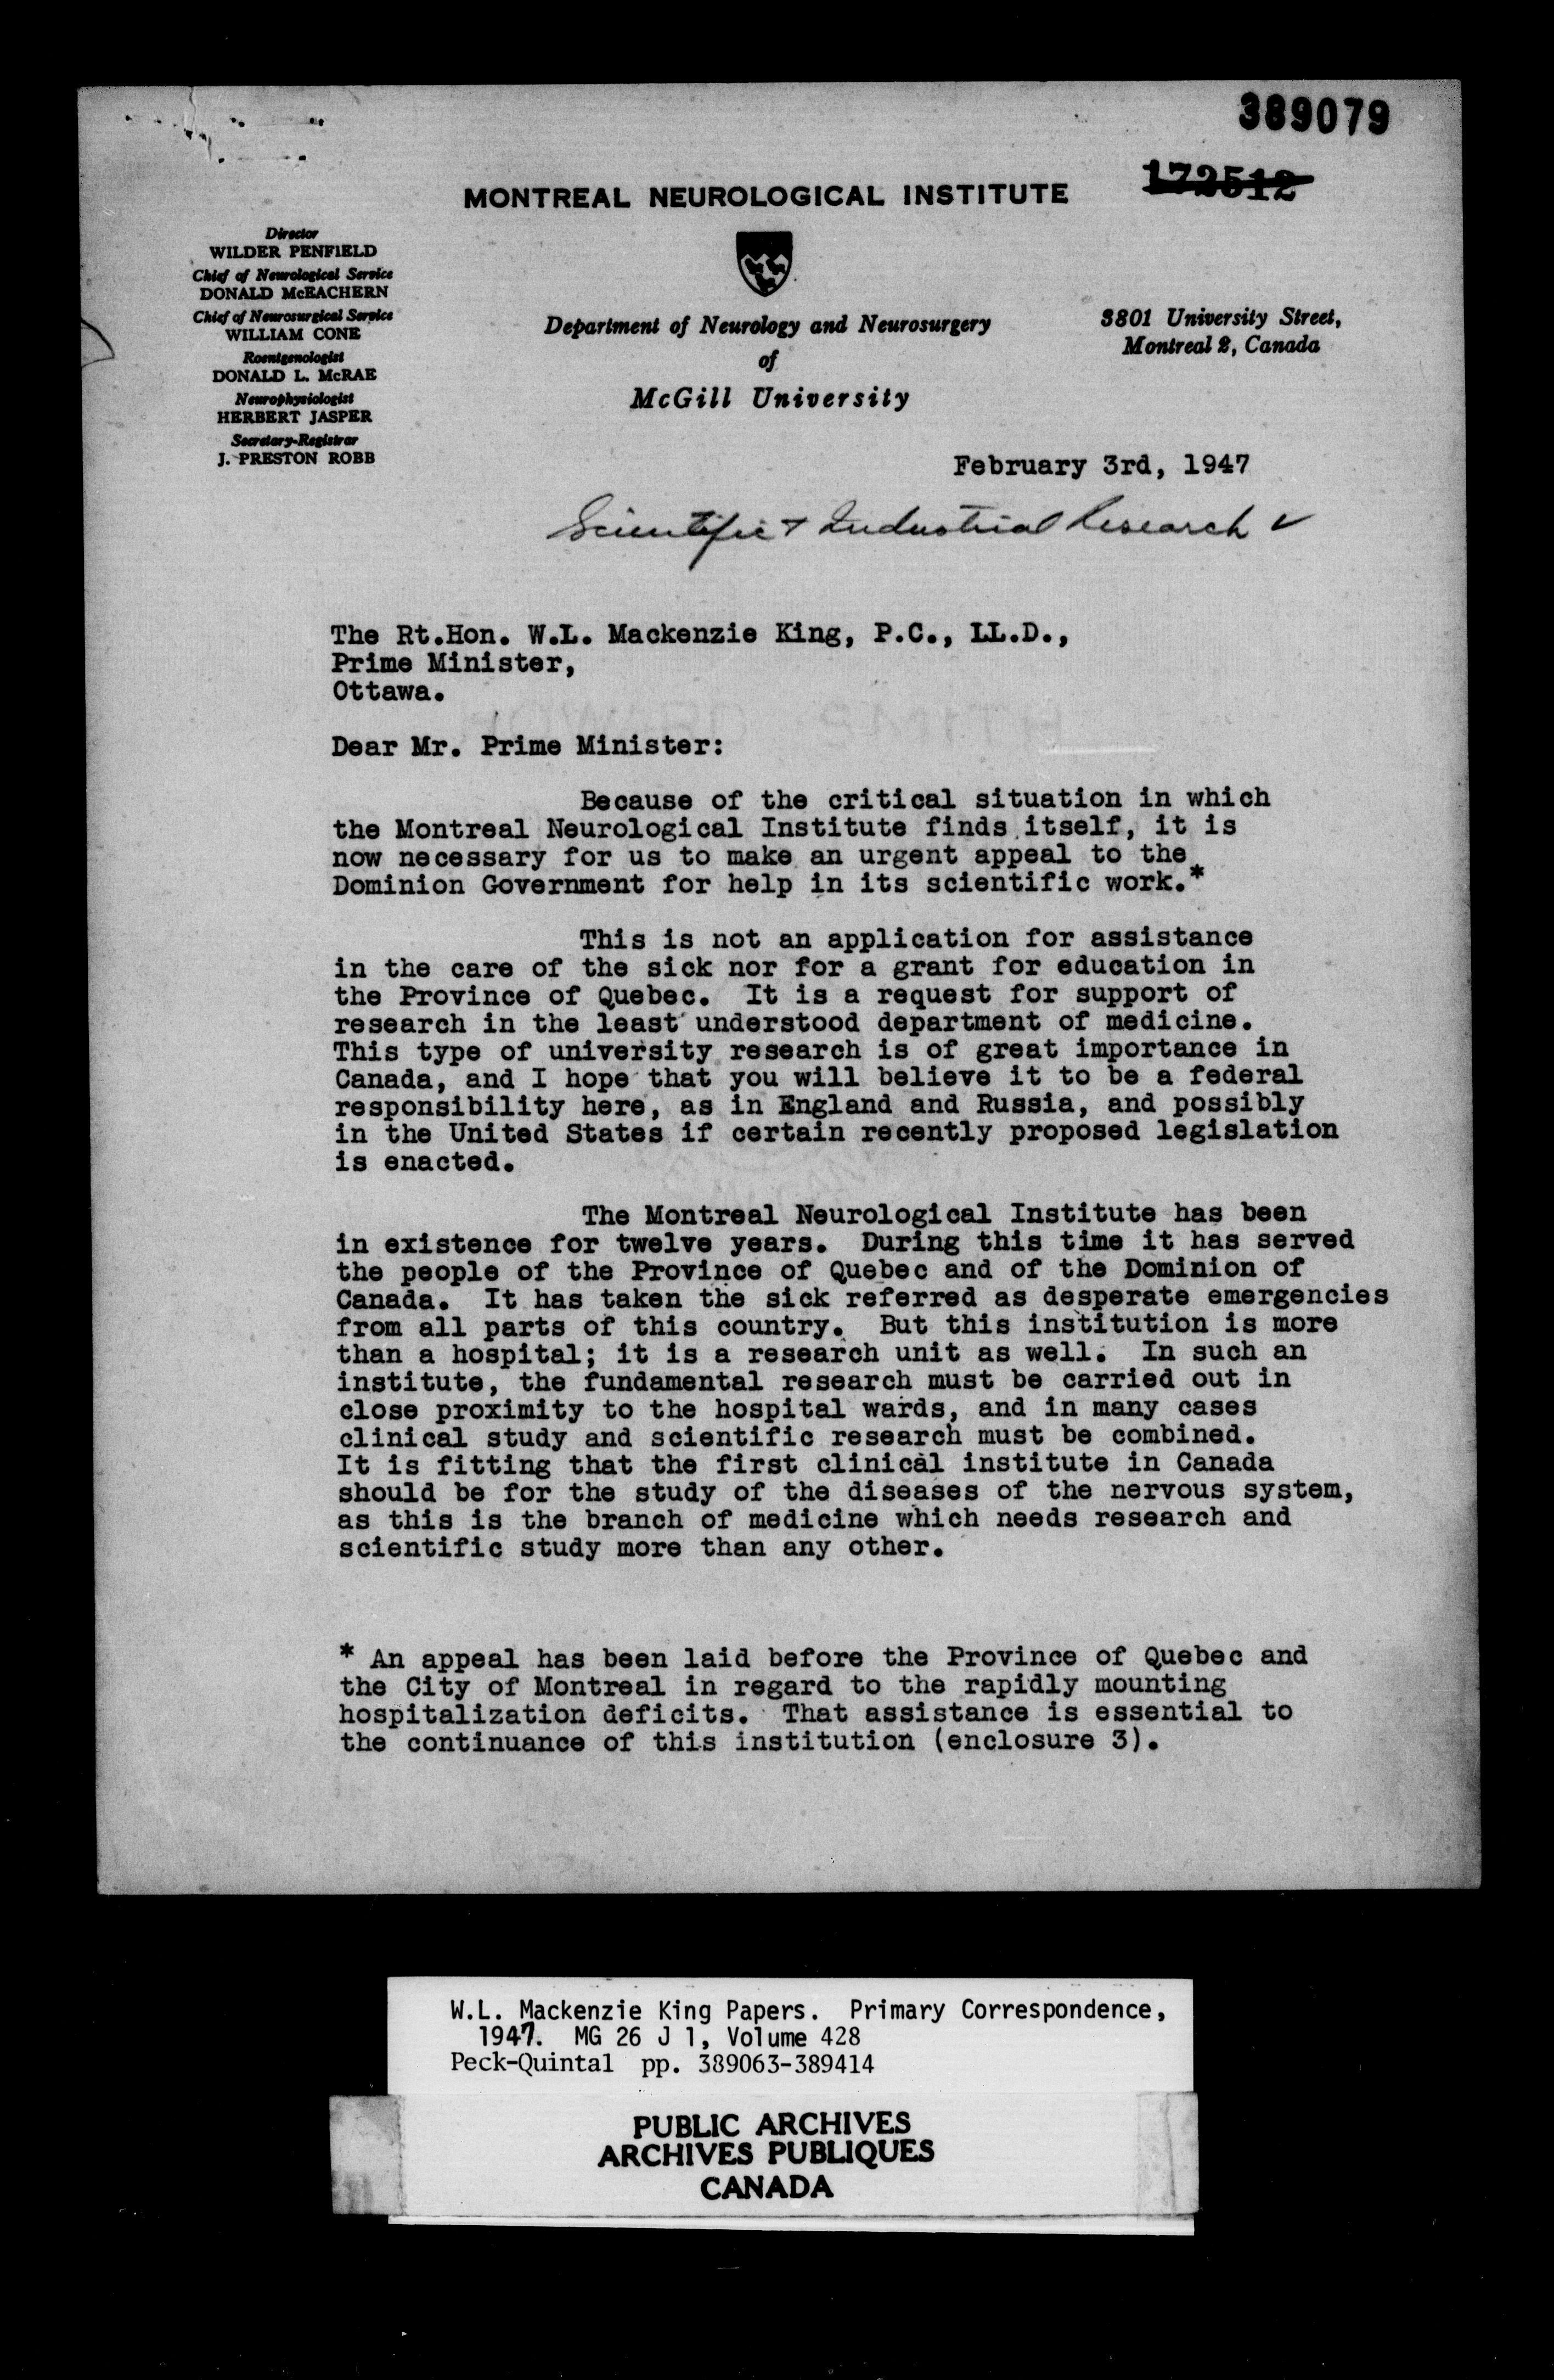 389079
172512
MONTREAL NEUROLOGICAL INSTITUTE
Director
WILDER PENFIELD
Chief of Neurological Service
DONALD McEACHERN
Chief of Neurosurgical Service
WILLIAM CONE
Roentgenologist
DONALD L. McRAE
Neurophysiologist
HERBERT JASPER
Secretary-Registrar
J. PRESTON ROBB
Department of Neurology and Neurosurgery
of
McGill University
3801 University Street,
Montreal 2, Canada
February 3rd, 1947
Scientific + Industrial Research ✓
The Rt.Hon. W.L. Mackenzie King, P.C., LL.D.,
Prime Minister,
Ottawa.
Dear Mr. Prime Minister:
Because of the critical situation in which
the Montreal Neurological Institute finds itself, it is
now necessary for us to make an urgent appeal to the
Dominion Government for help in its scientific work.*
This is not an application for assistance
in the care of the sick nor for a grant for education in
the Province of Quebec. It is a request for support of
research in the least understood department of medicine.
This type of university research is of great importance in
Canada, and I hope that you will believe it to be a federal
responsibility here, as in England and Russia, and possibly
in the United States if certain recently proposed legislation
is enacted.
The Montreal Neurological Institute has been
in existence for twelve years. During this time it has served
the people of the Province of Quebec and of the Dominion of
Canada. It has taken the sick referred as desperate emergencies
from all parts of this country. But this institution is more
than a hospital; it is a research unit as well. In such an
institute, the fundamental research must be carried out in
close proximity to the hospital wards, and in many cases
clinical study and scientific research must be combined.
It is fitting that the first clinical institute in Canada
should be for the study of the diseases of the nervous system,
as this is the branch of medicine which needs research and
scientific study more than any other.
* An appeal has been laid before the Province of Quebec and
the City of Montreal in regard to the rapidly mounting
hospitalization deficits. That assistance is essential to
the continuance of this institution (enclosure 3).
W.L. Mackenzie King Papers. Primary Correspondence,
1947. MG 26 J 1, Volume 428
Peck-Quintal pp. 389063-389414
PUBLIC ARCHIVES
ARCHIVES PUBLIQUES
CANADA